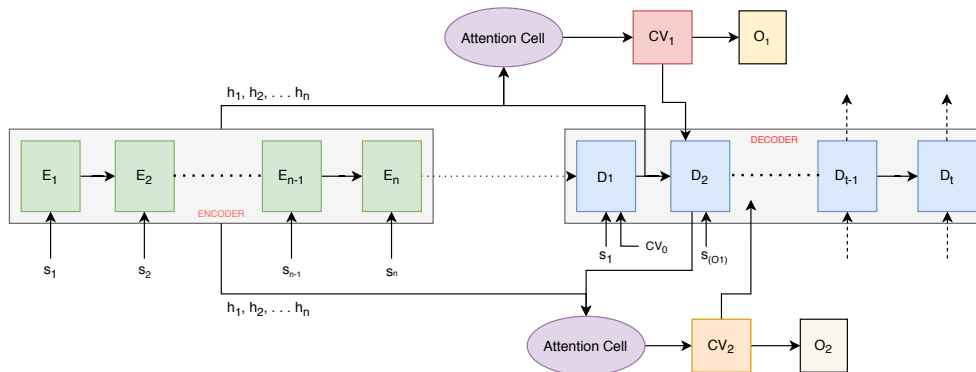 Attention Cell
CV1
O1
h1, h2, . . . hn
DECODER
E1
E2
En-1
En
D1
D2
Dt-1
Dt
ENCODER
s1
s2
sn-1
sn
s1
CV0
s(O1)
h1, h2, . . . hn
Attention Cell
CV2
O2